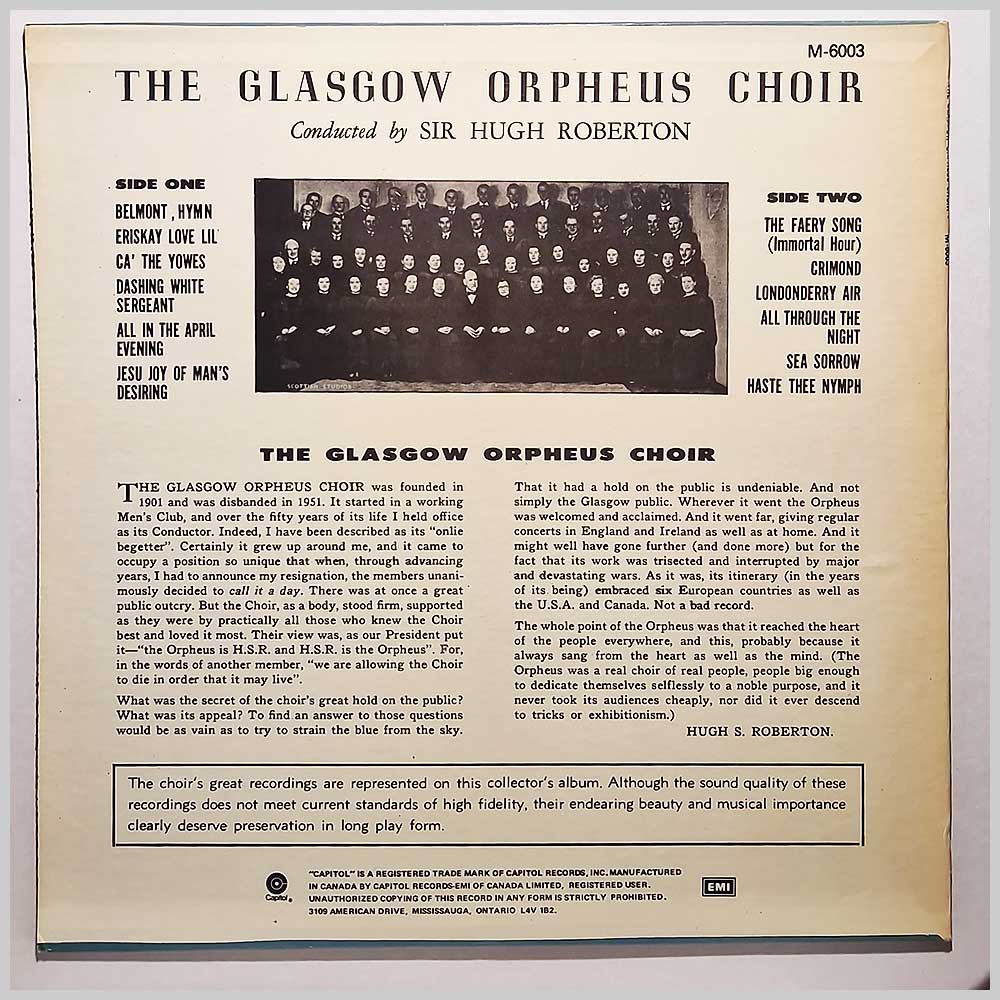 M-6003
THE GLASGOW ORPHEUS CHOIR
Conducted by SIR HUGH ROBERTON
SIDE ONE
BELMONT, HYMN
ERISKAY LOVE LIL'
CA' THE YOWES
DASHING WHITE
SERGEANT
ALL IN THE APRIL
EVENING
JESU JOY OF MAN'S
DESIRING
SCOTTISH STUDIOS
SIDE TWO
THE FAERY SONG
(Immortal Hour)
CRIMOND
LONDONDERRY AIR
ALL THROUGH THE
NIGHT
SEA SORROW
HASTE THEE NYMPH
THE GLASGOW ORPHEUS CHOIR
THE GLASGOW ORPHEUS CHOIR was founded in
1901 and was disbanded in 1951. It started in a working
Men's Club, and over the fifty years of its life I held office
as its Conductor. Indeed, I have been described as its "onlie
begetter". Certainly it grew up around me, and it came to
occupy a position so unique that when, through advancing
years, I had to announce my resignation, the members unani-
mously decided to call it a day. There was at once a great
public outcry. But the Choir, as a body, stood firm, supported
as they were by practically all those who knew the Choir
best and loved it most. Their view was, as our President put
it—"the Orpheus is H.S.R. and H.S.R. is the Orpheus". For,
in the words of another member, "we are allowing the Choir
to die in order that it may live".
What was the secret of the choir's great hold on the public?
What was its appeal? To find an answer to those questions
would be as vain as to try to strain the blue from the sky.
That it had a hold on the public is undeniable. And not
simply the Glasgow public. Wherever it went the Orpheus
was welcomed and acclaimed. And it went far, giving regular
concerts in England and Ireland as well as at home. And it
might well have gone further (and done more) but for the
fact that its work was trisected and interrupted by major
and devastating wars. As it was, its itinerary (in the years
of its being) embraced six European countries as well as
the U.S.A. and Canada. Not a bad record.
The whole point of the Orpheus was that it reached the heart
of the people everywhere, and this, probably because it
always sang from the heart as well as the mind. (The
Orpheus was a real choir of real people, people big enough
to dedicate themselves selflessly to a noble purpose, and it
never took its audiences cheaply, nor did it ever descend
to tricks or exhibitionism.)
HUGH S. ROBERTON.
The choir's great recordings are represented on this collector's album. Although the sound quality of these
recordings does not meet current standards of high fidelity, their endearing beauty and musical importance
clearly deserve preservation in long play form.
Capitol®
"CAPITOL" IS A REGISTERED TRADE MARK OF CAPITOL RECORDS, INC. MANUFACTURED
IN CANADA BY CAPITOL RECORDS-EMI OF CANADA LIMITED, REGISTERED USER.
UNAUTHORIZED COPYING OF THIS RECORD IN ANY FORM IS STRICTLY PROHIBITED.
3109 AMERICAN DRIVE, MISSISSAUGA, ONTARIO L4V 1B2.
EMI